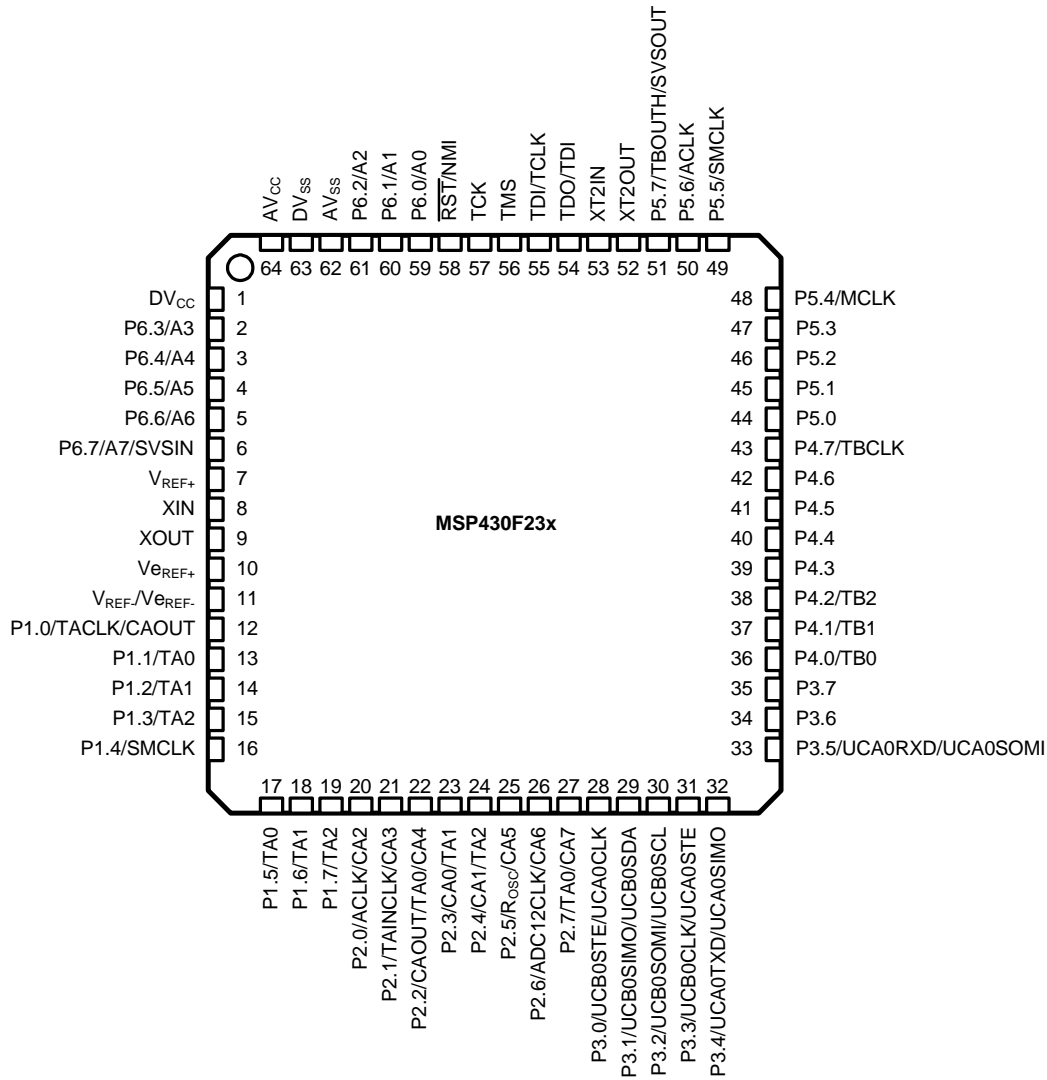 AVCC
DVSS
AVSS
P6.2/A2
P6.1/A1
P6.0/A0
RST/NMI
TCK
TMS
TDI/TCLK
TDO/TDI
XT2IN
XT2OUT
P5.7/TBOUTH/SVSOUT
P5.6/ACLK
P5.5/SMCLK
64 63 62 61 60 59 58 57 56 55 54 53 52 51 50 49
DVCC 1
P6.3/A3 2
P6.4/A4 3
P6.5/A5 4
P6.6/A6 5
P6.7/A7/SVSIN 6
VREF+ 7
XIN 8
XOUT 9
VeREF+ 10
VREF-/VeREF- 11
P1.0/TACLK/CAOUT 12
P1.1/TA0 13
P1.2/TA1 14
P1.3/TA2 15
P1.4/SMCLK 16
MSP430F23x
48 P5.4/MCLK
47 P5.3
46 P5.2
45 P5.1
44 P5.0
43 P4.7/TBCLK
42 P4.6
41 P4.5
40 P4.4
39 P4.3
38 P4.2/TB2
37 P4.1/TB1
36 P4.0/TB0
35 P3.7
34 P3.6
33 P3.5/UCA0RXD/UCA0SOMI
17 18 19 20 21 22 23 24 25 26 27 28 29 30 31 32
P1.5/TA0
P1.6/TA1
P1.7/TA2
P2.0/ACLK/CA2
P2.1/TAINCLK/CA3
P2.2/CAOUT/TA0/CA4
P2.3/CA0/TA1
P2.4/CA1/TA2
P2.5/ROSC/CA5
P2.6/ADC12CLK/CA6
P2.7/TA0/CA7
P3.0/UCB0STE/UCA0CLK
P3.1/UCB0SIMO/UCB0SDA
P3.2/UCB0SOMI/UCB0SCL
P3.3/UCB0CLK/UCA0STE
P3.4/UCA0TXD/UCA0SIMO